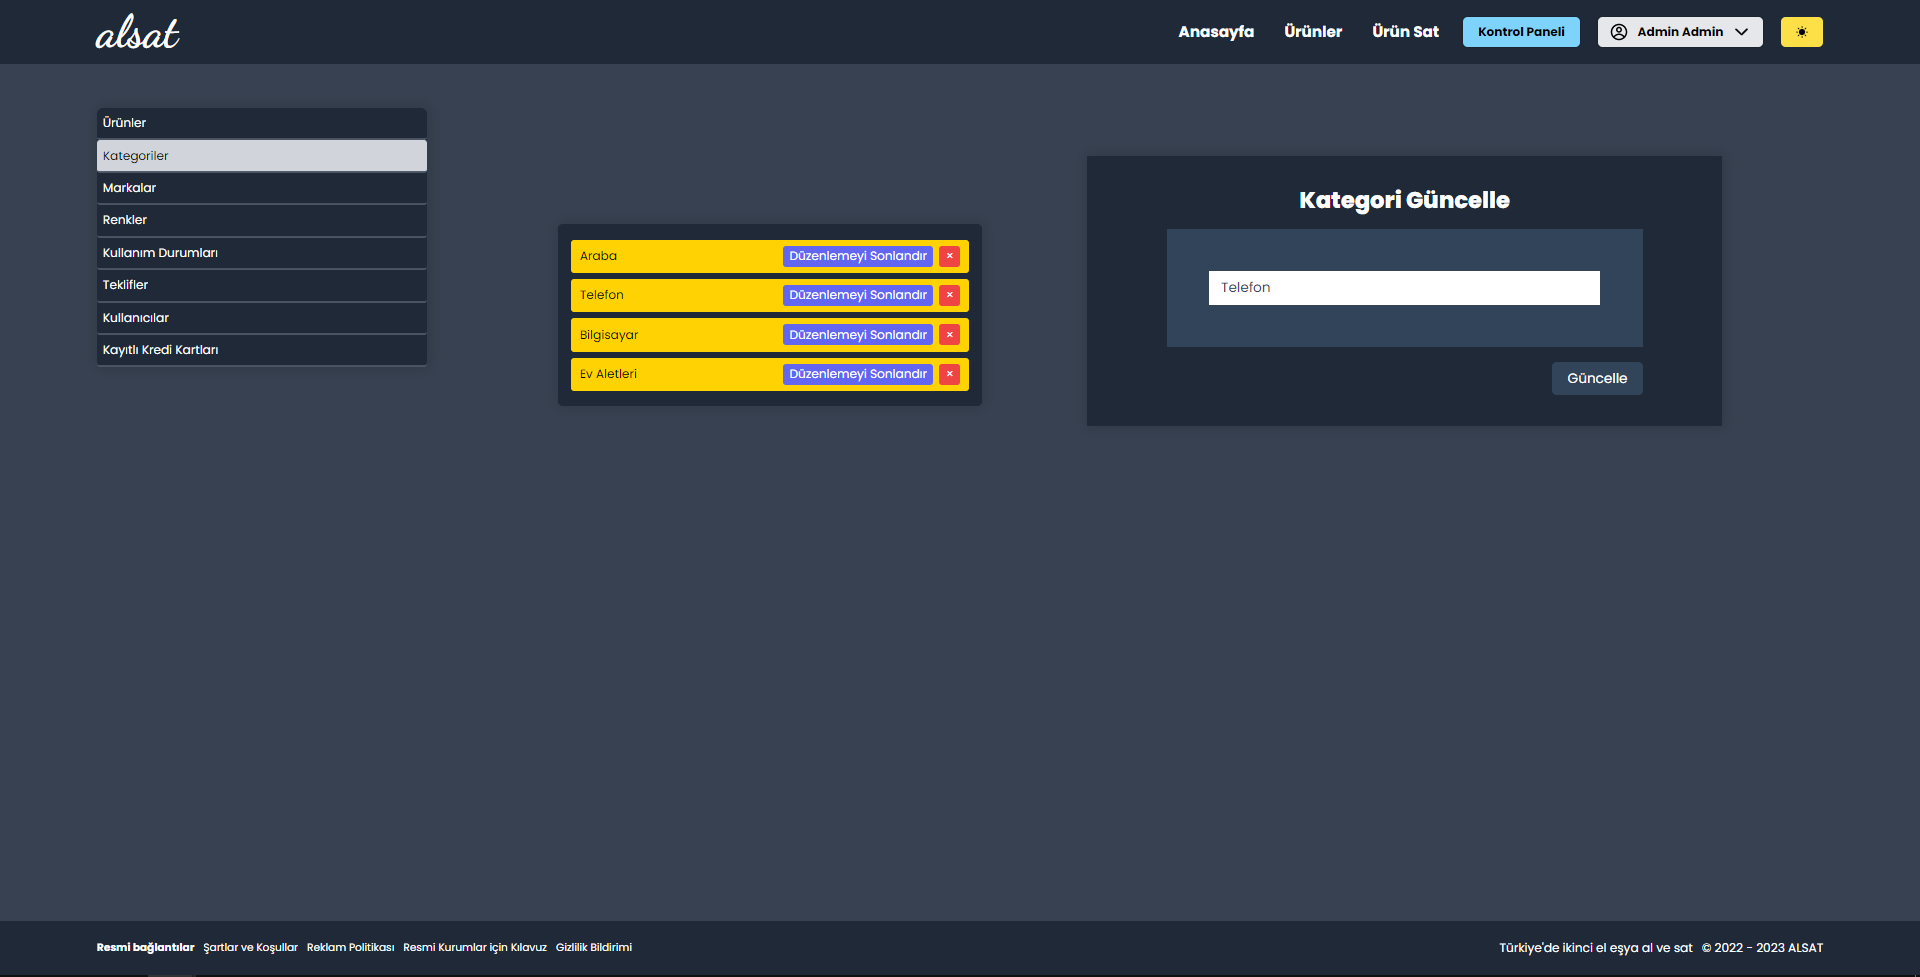 alsat
Anasayfa Ürünler Ürün Sat Kontrol Paneli Admin Admin
Ürünler
Kategoriler
Markalar
Renkler
Kullanım Durumları
Teklifler
Kullanıcılar
Kayıtlı Kredi Kartları
Araba Düzenlemeyi Sonlandır ×
Telefon Düzenlemeyi Sonlandır ×
Bilgisayar Düzenlemeyi Sonlandır ×
Ev Aletleri Düzenlemeyi Sonlandır ×
Kategori Güncelle
Telefon
Güncelle
Resmi bağlantılar Şartlar ve Koşullar Reklam Politikası Resmi Kurumlar için Kılavuz Gizlilik Bildirimi
Türkiye'de ikinci el eşya al ve sat © 2022 - 2023 ALSAT